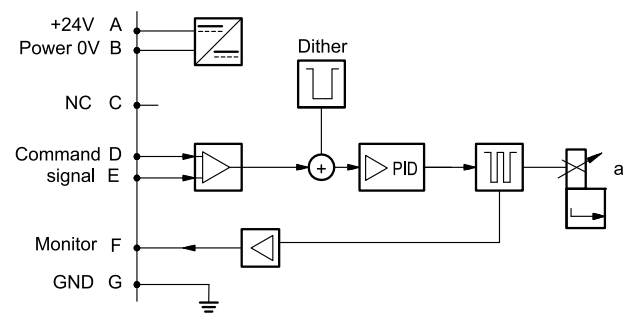 +24V A
Power 0V B
Dither
NC C
Command D
signal E
+
PID
a
Monitor F
GND G